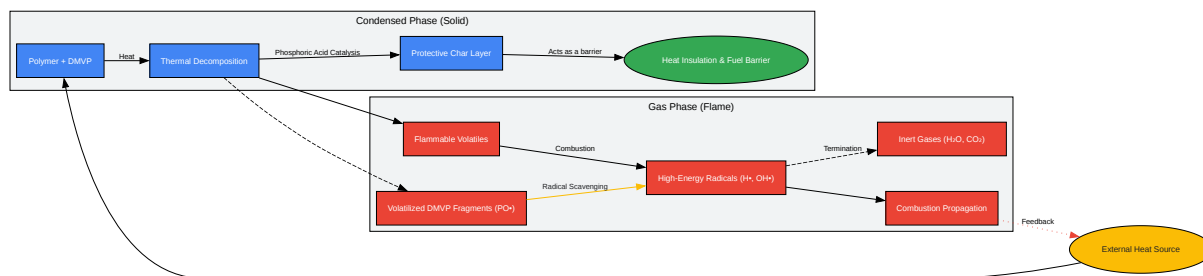 Condensed Phase (Solid)
Polymer + DMVP
Heat
Thermal Decomposition
Phosphoric Acid Catalysis
Protective Char Layer
Acts as a barrier
Heat Insulation & Fuel Barrier
Gas Phase (Flame)
Flammable Volatiles
Combustion
Volatilized DMVP Fragments (PO•)
Radical Scavenging
High-Energy Radicals (H•, OH•)
Termination
Inert Gases (H₂O, CO₂)
Combustion Propagation
Feedback
External Heat Source